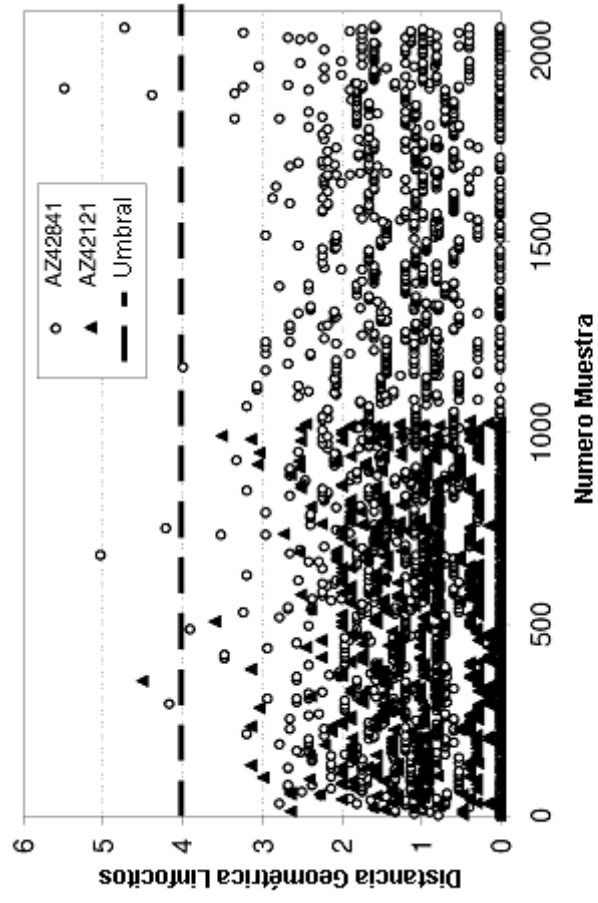 AZ42841
AZ42121
Umbral
Distancia Geométrica Linfocitos
6
5
4
3
2
1
0
0
500
1000
1500
2000
Numero Muestra